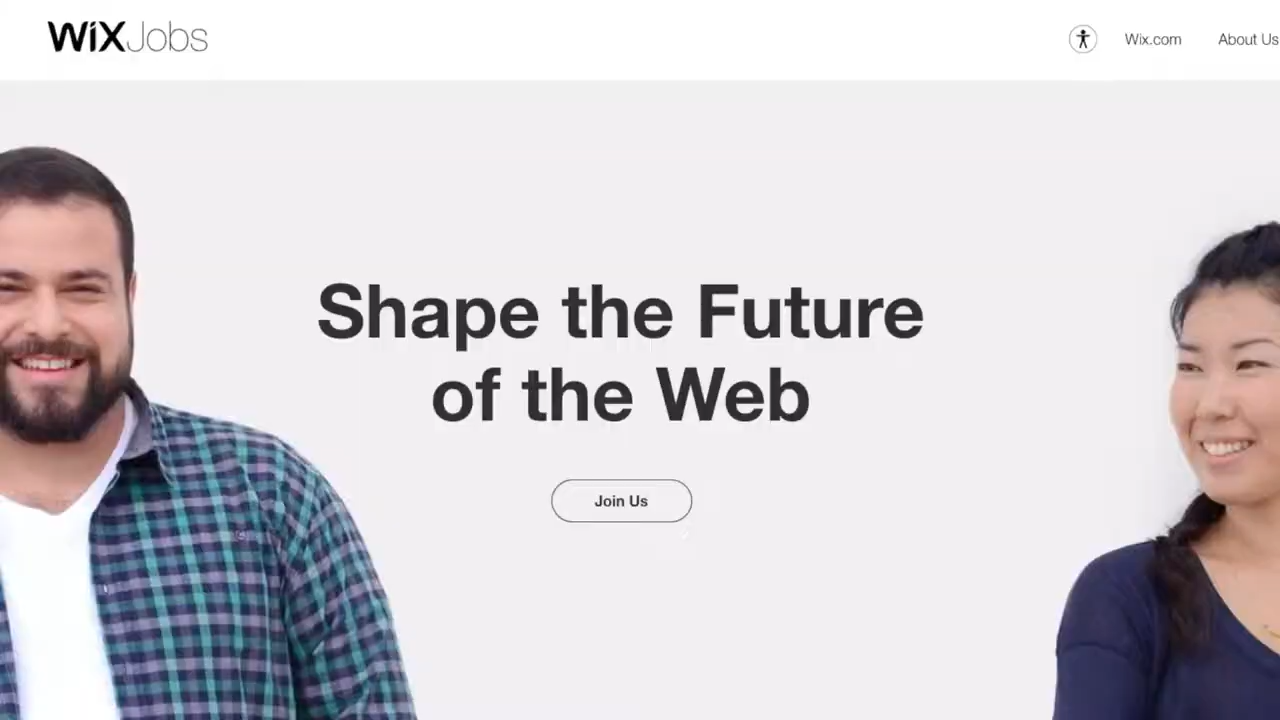 WiXJobs
Wix.com
About Us
Shape the Future
of the Web
Join Us